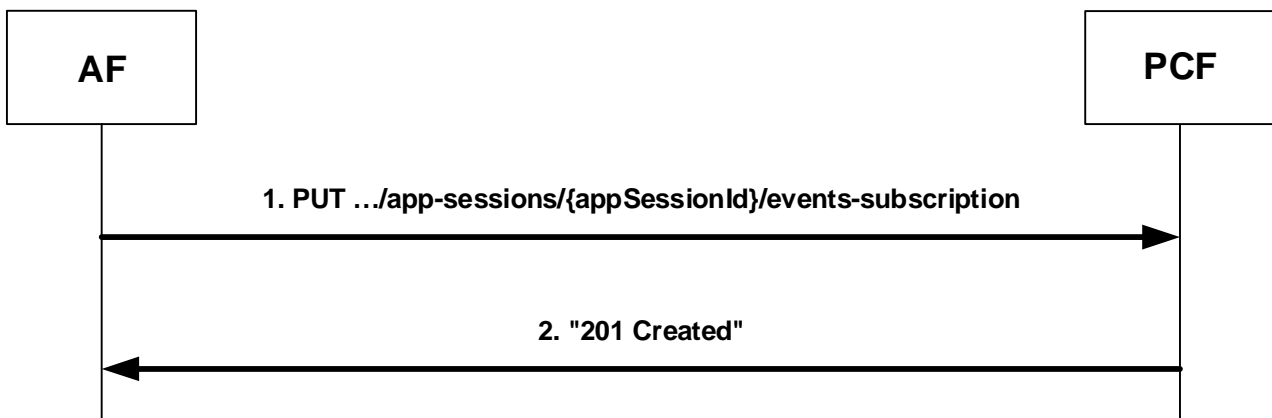 AF
PCF
1. PUT …/app-sessions/{appSessionId}/events-subscription
2. "201 Created"